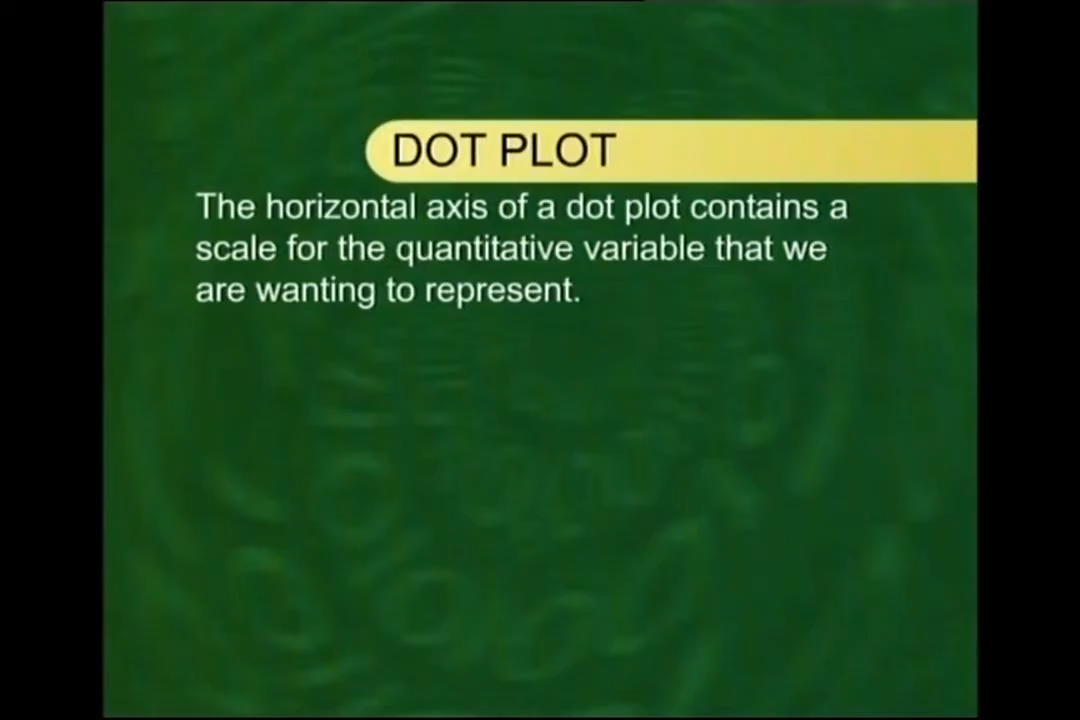 DOT PLOT
The horizontal axis of a dot plot contains a
scale for the quantitative variable that we
are wanting to represent.